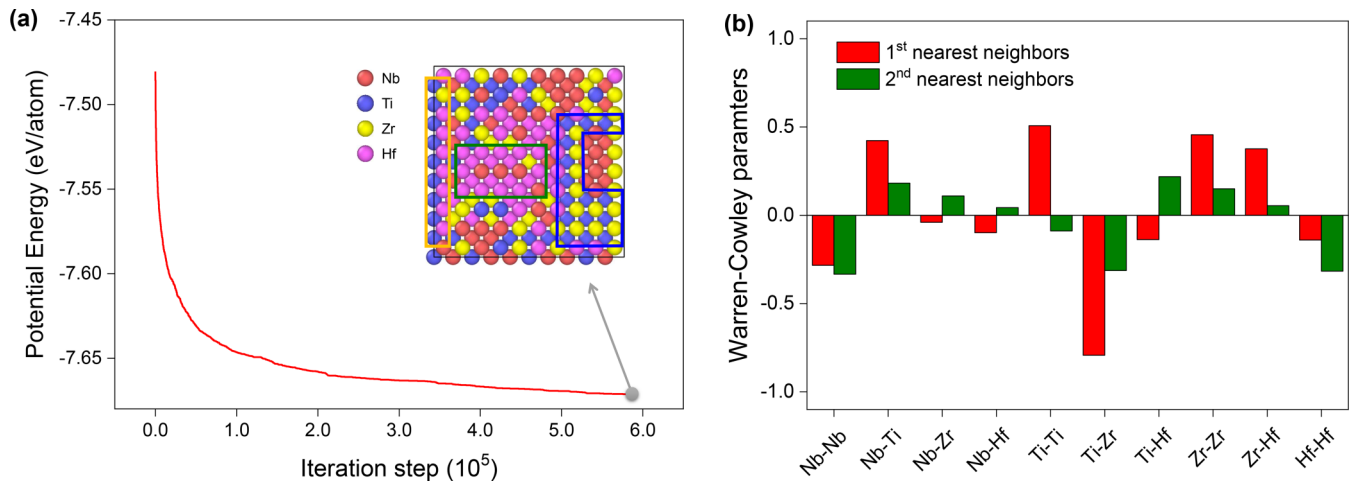 (a)
Potential Energy (eV/atom)
-7.45
-7.50
-7.55
-7.60
-7.65
0.0 1.0 2.0 3.0 4.0 5.0 6.0
Iteration step (10⁵)
Nb
Ti
Zr
Hf
(b)
Warren-Cowley paramters
1.0
0.5
0.0
-0.5
-1.0
1st nearest neighbors
2nd nearest neighbors
Nb-Nb Nb-Ti Nb-Zr Nb-Hf Ti-Ti Ti-Zr Ti-Hf Zr-Zr Zr-Hf Hf-Hf